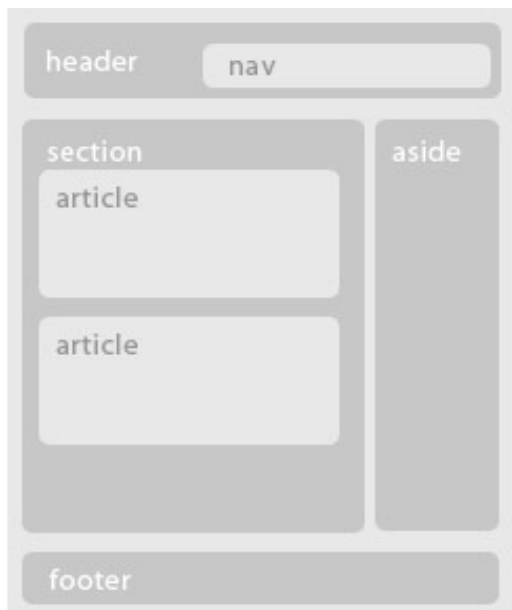 header
nav
section
aside
article
article
footer